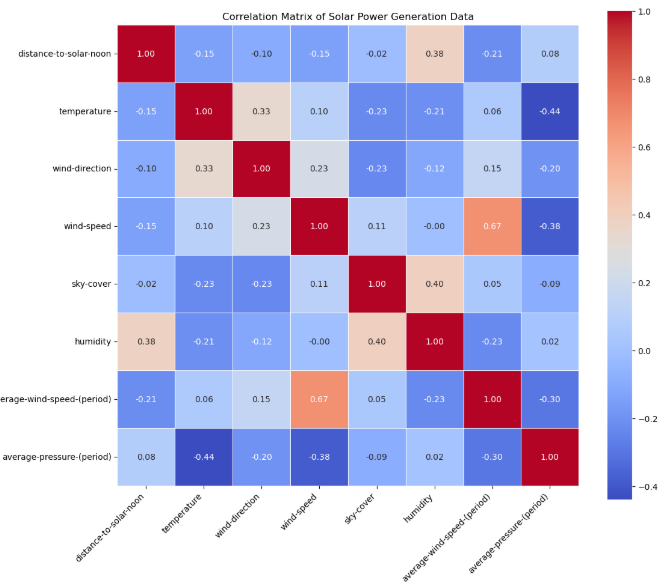 Correlation Matrix of Solar Power Generation Data
distance-to-solar-noon 1.00 -0.15 -0.10 -0.15 -0.02 0.38 -0.21 0.08
temperature -0.15 1.00 0.33 0.10 -0.23 -0.21 0.06 -0.44
wind-direction -0.10 0.33 1.00 0.23 -0.23 -0.12 0.15 -0.20
wind-speed -0.15 0.10 0.23 1.00 0.11 -0.00 0.67 -0.38
sky-cover -0.02 -0.23 -0.23 0.11 1.00 0.40 0.05 -0.09
humidity 0.38 -0.21 -0.12 -0.00 0.40 1.00 -0.23 0.02
erage-wind-speed-(period) -0.21 0.06 0.15 0.67 0.05 -0.23 1.00 -0.30
average-pressure-(period) 0.08 -0.44 -0.20 -0.38 -0.09 0.02 -0.30 1.00
distance-to-solar-noon
temperature
wind-direction
wind-speed
sky-cover
humidity
average-wind-speed-(period)
average-pressure-(period)
1.0
0.8
0.6
0.4
0.2
0.0
−0.2
−0.4